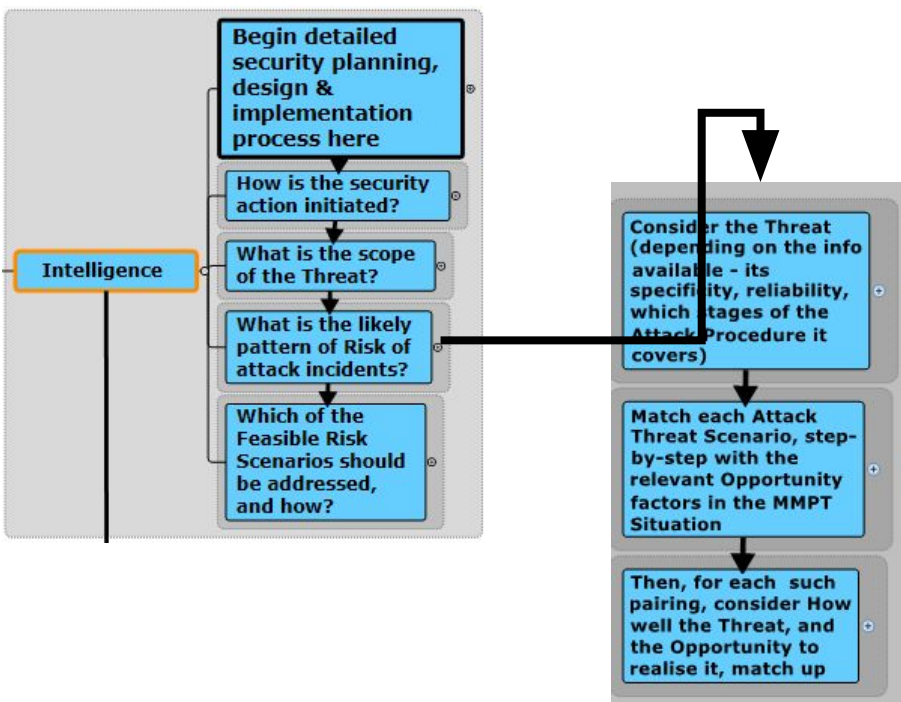 Begin detailed
security planning,
design &
implementation
process here
How is the security
action initiated?
Intelligence
What is the scope
of the Threat?
What is the likely
pattern of Risk of
attack incidents?
Which of the
Feasible Risk
Scenarios should
be addressed,
and how?
Consider the Threat
(depending on the info
available - its
specificity, reliability,
which stages of the
Attack Procedure it
covers)
Match each Attack
Threat Scenario, step-
by-step with the
relevant Opportunity
factors in the MMPT
Situation
Then, for each such
pairing, consider How
well the Threat, and
the Opportunity to
realise it, match up